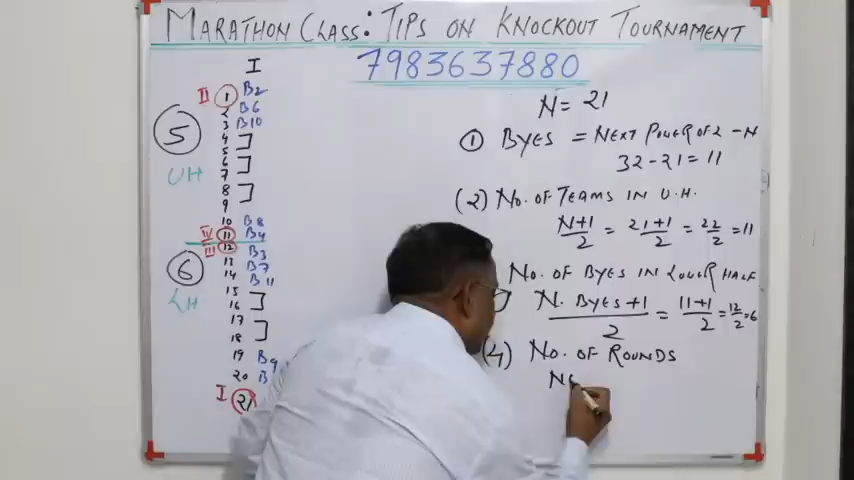 MARATHON CLASS: TIPS ON KNOCKOUT TOURNAMENT
7983637880
I
II 1 B2
2 B6
3 B10
4
5
6
7
8
9
10 B8
IV 11 B4
III 12 B3
13 B7
14 B11
15
16
17
18
19 B9
20 B
I 21
5
UH
6
LH
N = 21
① BYES = NEXT POWER OF 2 - N
32 - 21 = 11
(2) NO. OF TEAMS IN U.H.
N+1/2 = 21+1/2 = 22/2 = 11
NO. OF BYES IN LOWER HALF
N. BYES+1/2 = 11+1/2 = 12/2 = 6
(4) NO. OF ROUNDS